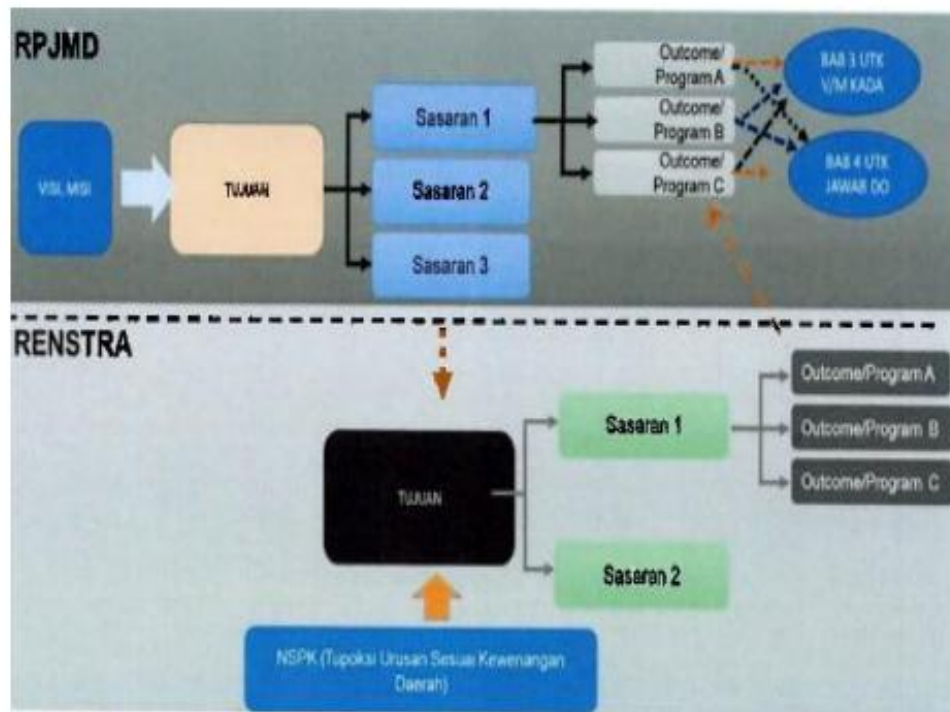 RPJMD
VISI, MISI
TUJUAN
Sasaran 1
Sasaran 2
Sasaran 3
Outcome/
Program A
Outcome/
Program B
Outcome/
Program C
BAB 3 UTK
V/M KADA
BAB 4 UTK
JAWAB DO
RENSTRA
TUJUAN
Sasaran 1
Sasaran 2
Outcome/Program A
Outcome/Program B
Outcome/Program C
NSPK (Tupoksi Urusan Sesuai Kewenangan
Daerah)